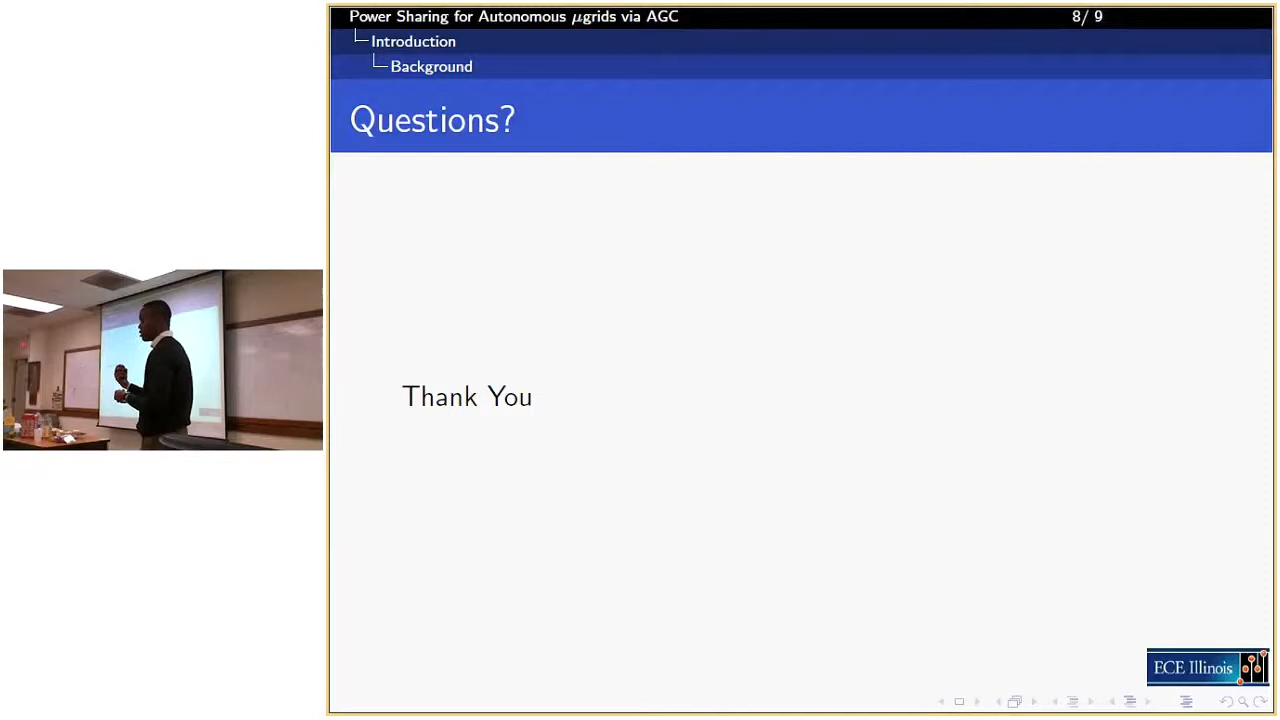 Power Sharing for Autonomous μgrids via AGC 8/ 9
Introduction
Background
Questions?
Thank You
ECE Illinois